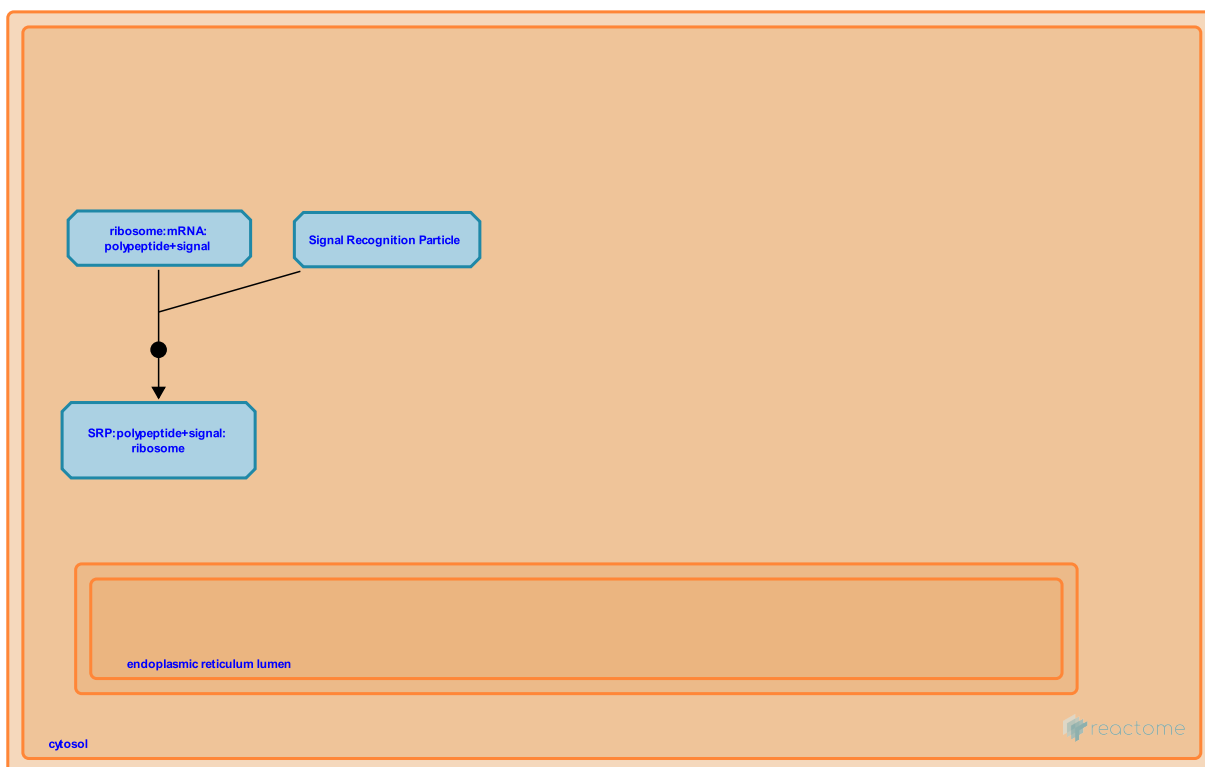 ribosome:mRNA:
polypeptide+signal
Signal Recognition Particle
SRP:polypeptide+signal:
ribosome
endoplasmic reticulum lumen
cytosol
reactome